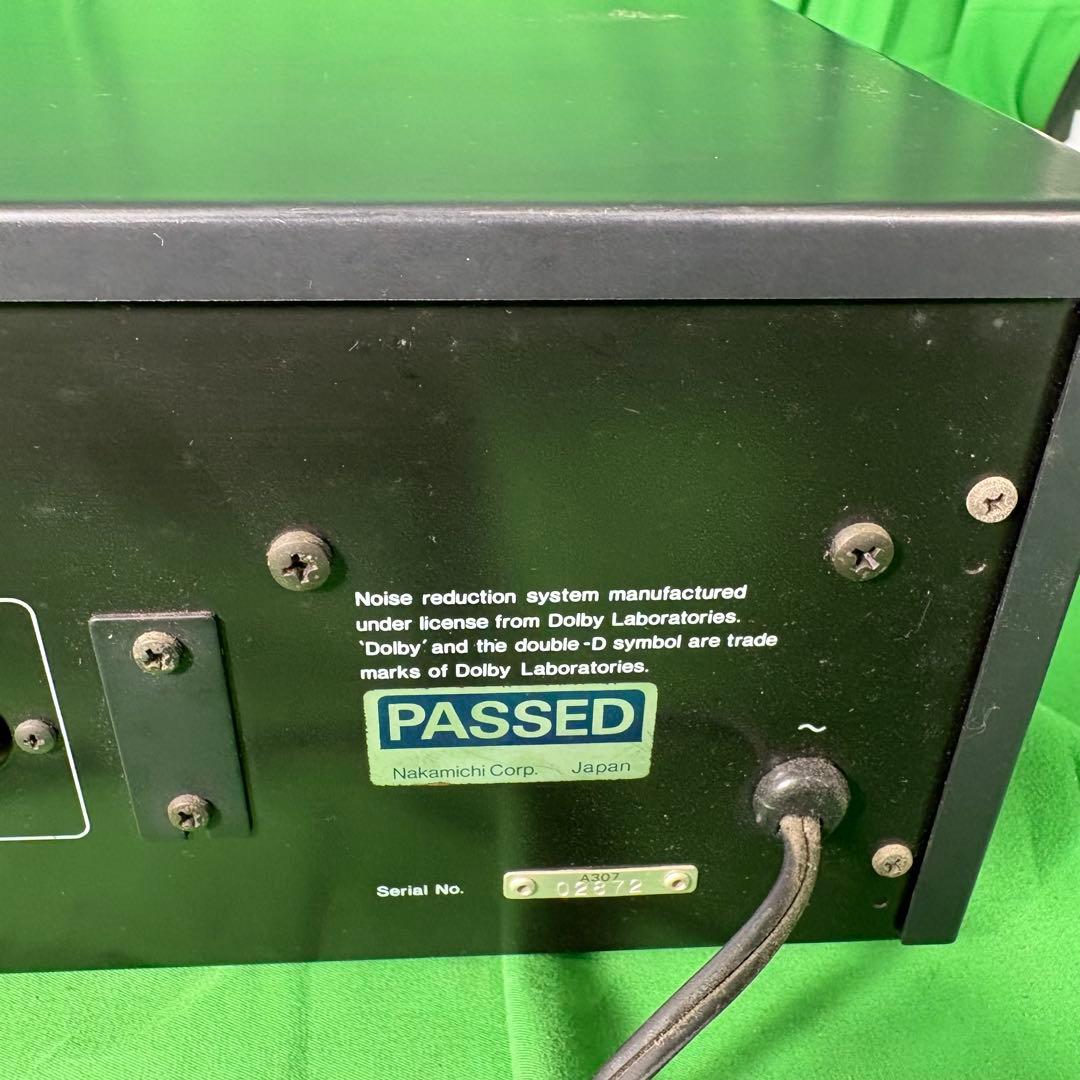 Noise reduction system manufactured
under license from Dolby Laboratories.
'Dolby' and the double-D symbol are trade
marks of Dolby Laboratories.
PASSED
Nakamichi Corp. Japan
~
Serial No.
A307
02872